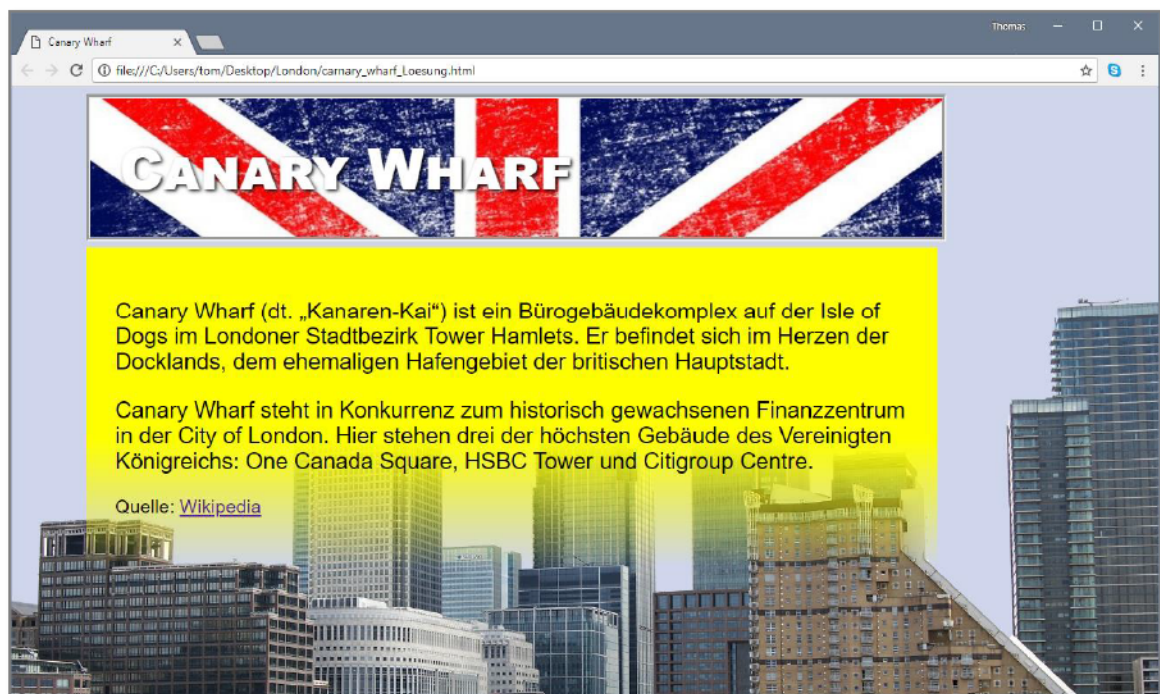 Thomas
Canary Wharf
file:///C:/Users/tom/Desktop/London/carnary_wharf_Loesung.html
CANARY WHARF
Canary Wharf (dt. „Kanaren-Kai“) ist ein Bürogebäudekomplex auf der Isle of
Dogs im Londoner Stadtbezirk Tower Hamlets. Er befindet sich im Herzen der
Docklands, dem ehemaligen Hafengebiet der britischen Hauptstadt.
Canary Wharf steht in Konkurrenz zum historisch gewachsenen Finanzzentrum
in der City of London. Hier stehen drei der höchsten Gebäude des Vereinigten
Königreichs: One Canada Square, HSBC Tower und Citigroup Centre.
Quelle: Wikipedia